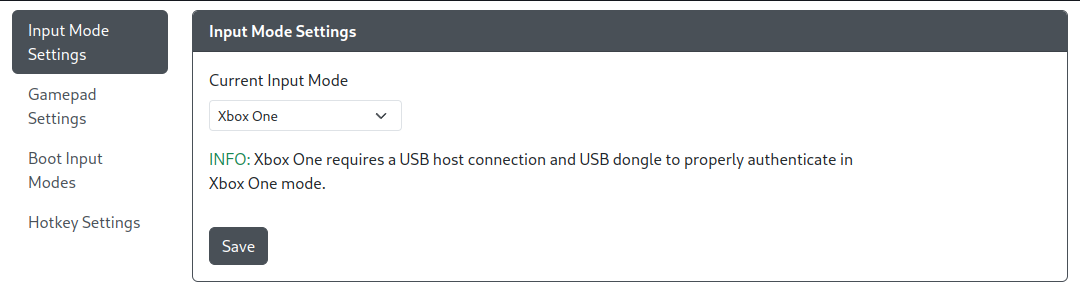 Input Mode
Settings
Gamepad
Settings
Boot Input
Modes
Hotkey Settings
Input Mode Settings
Current Input Mode
Xbox One
INFO: Xbox One requires a USB host connection and USB dongle to properly authenticate in
Xbox One mode.
Save